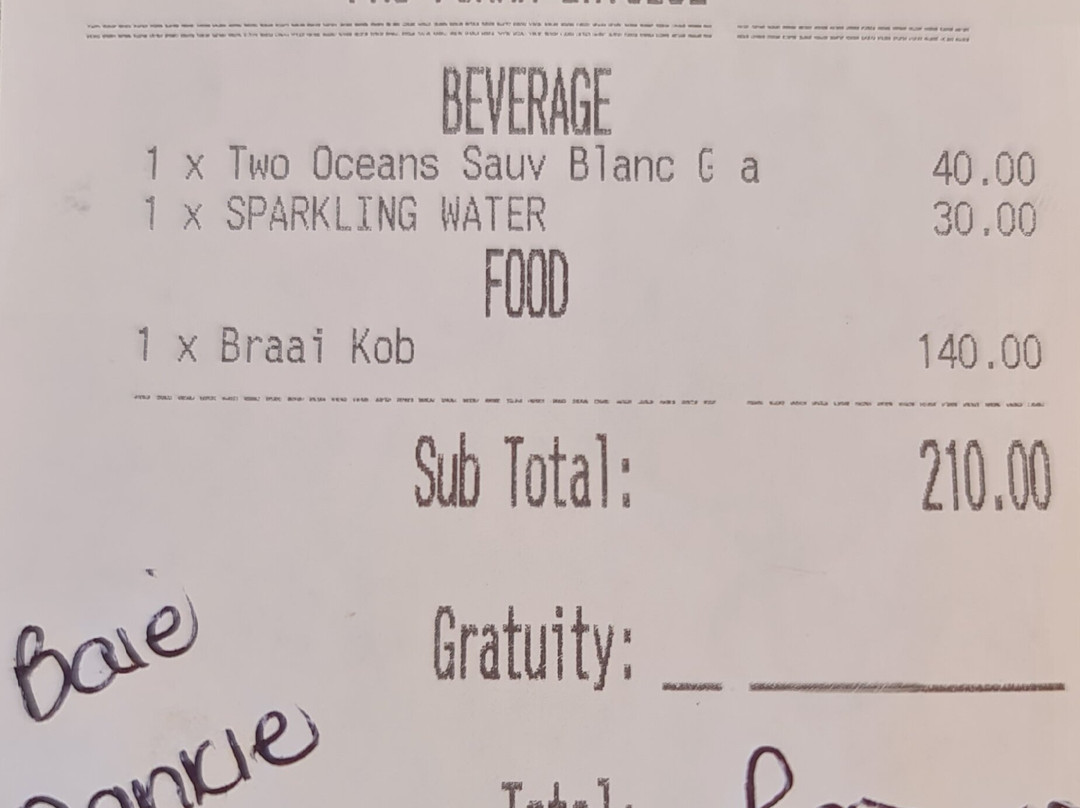 BEVERAGE
1 x Two Oceans Sauv Blanc G a 40.00
1 x SPARKLING WATER 30.00
FOOD
1 x Braai Kob 140.00
Sub Total: 210.00
Baie
Gratuity:
Total: